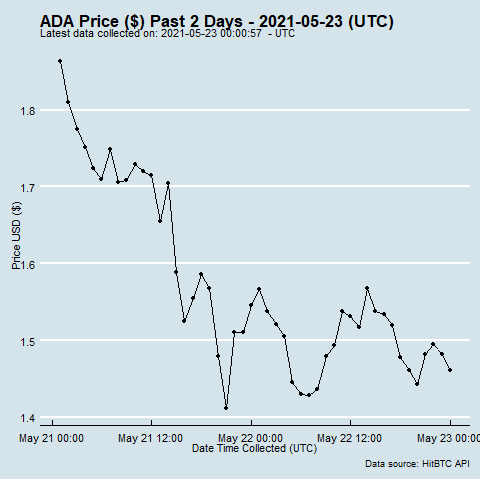 ADA Price ($) Past 2 Days - 2021-05-23 (UTC)
Latest data collected on: 2021-05-23 00:00:57  - UTC
1.8
1.7
1.6
1.5
1.4
Price USD ($)
May 21 00:00
May 21 12:00
May 22 00:00
May 22 12:00
May 23 00:00
Date Time Collected (UTC)
Data source: HitBTC API